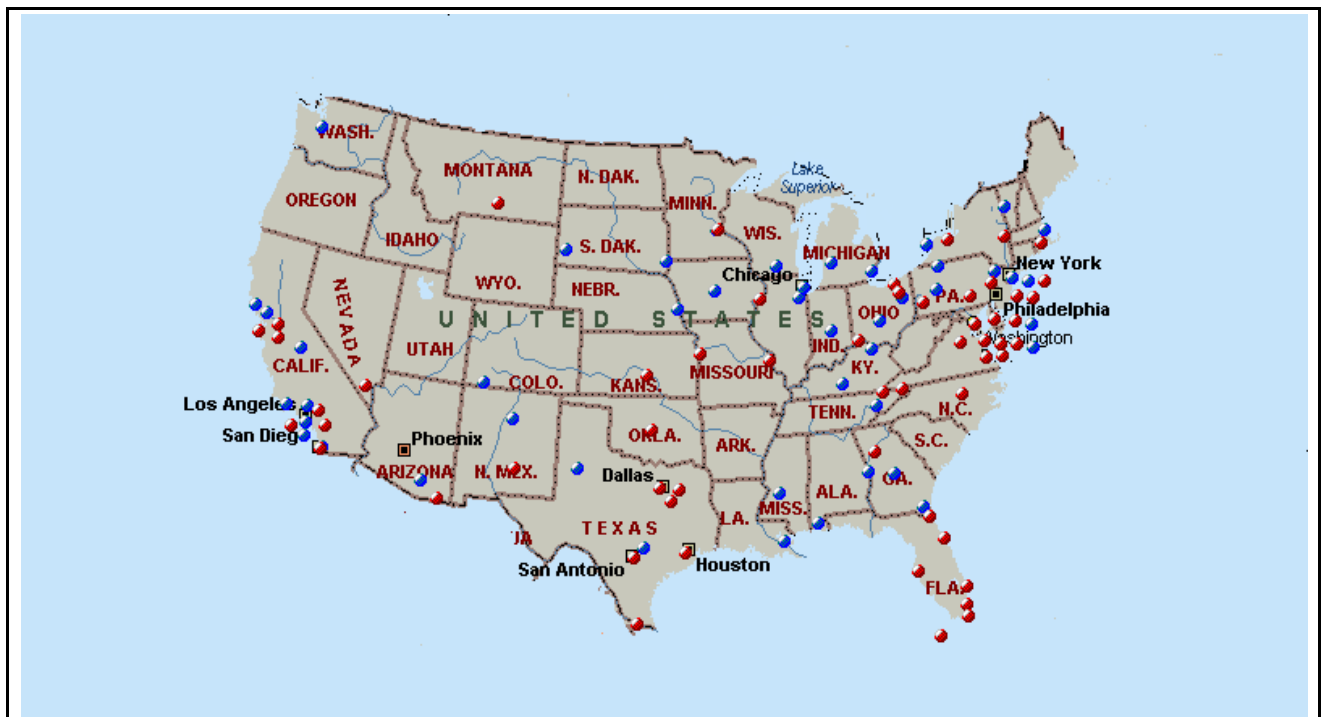 WASH.
MONTANA
N. DAK.
MINN.
Lake
Superior
OREGON
IDAHO
S. DAK.
WIS.
MICHIGAN
WYO.
NEBR.
Chicago
New York
NEVADA
UNITED STATES
OHIO
PA.
Philadelphia
Washington
UTAH
CALIF.
COLO.
KANS.
MISSOURI
IND.
KY.
Los Angeles
TENN.
N.C.
San Dieg
Phoenix
OKLA.
ARK.
S.C.
ARIZONA
N. MEX.
Dallas
MISS.
ALA.
GA.
TEXAS
LA.
JA
San Antonio
Houston
FLA.